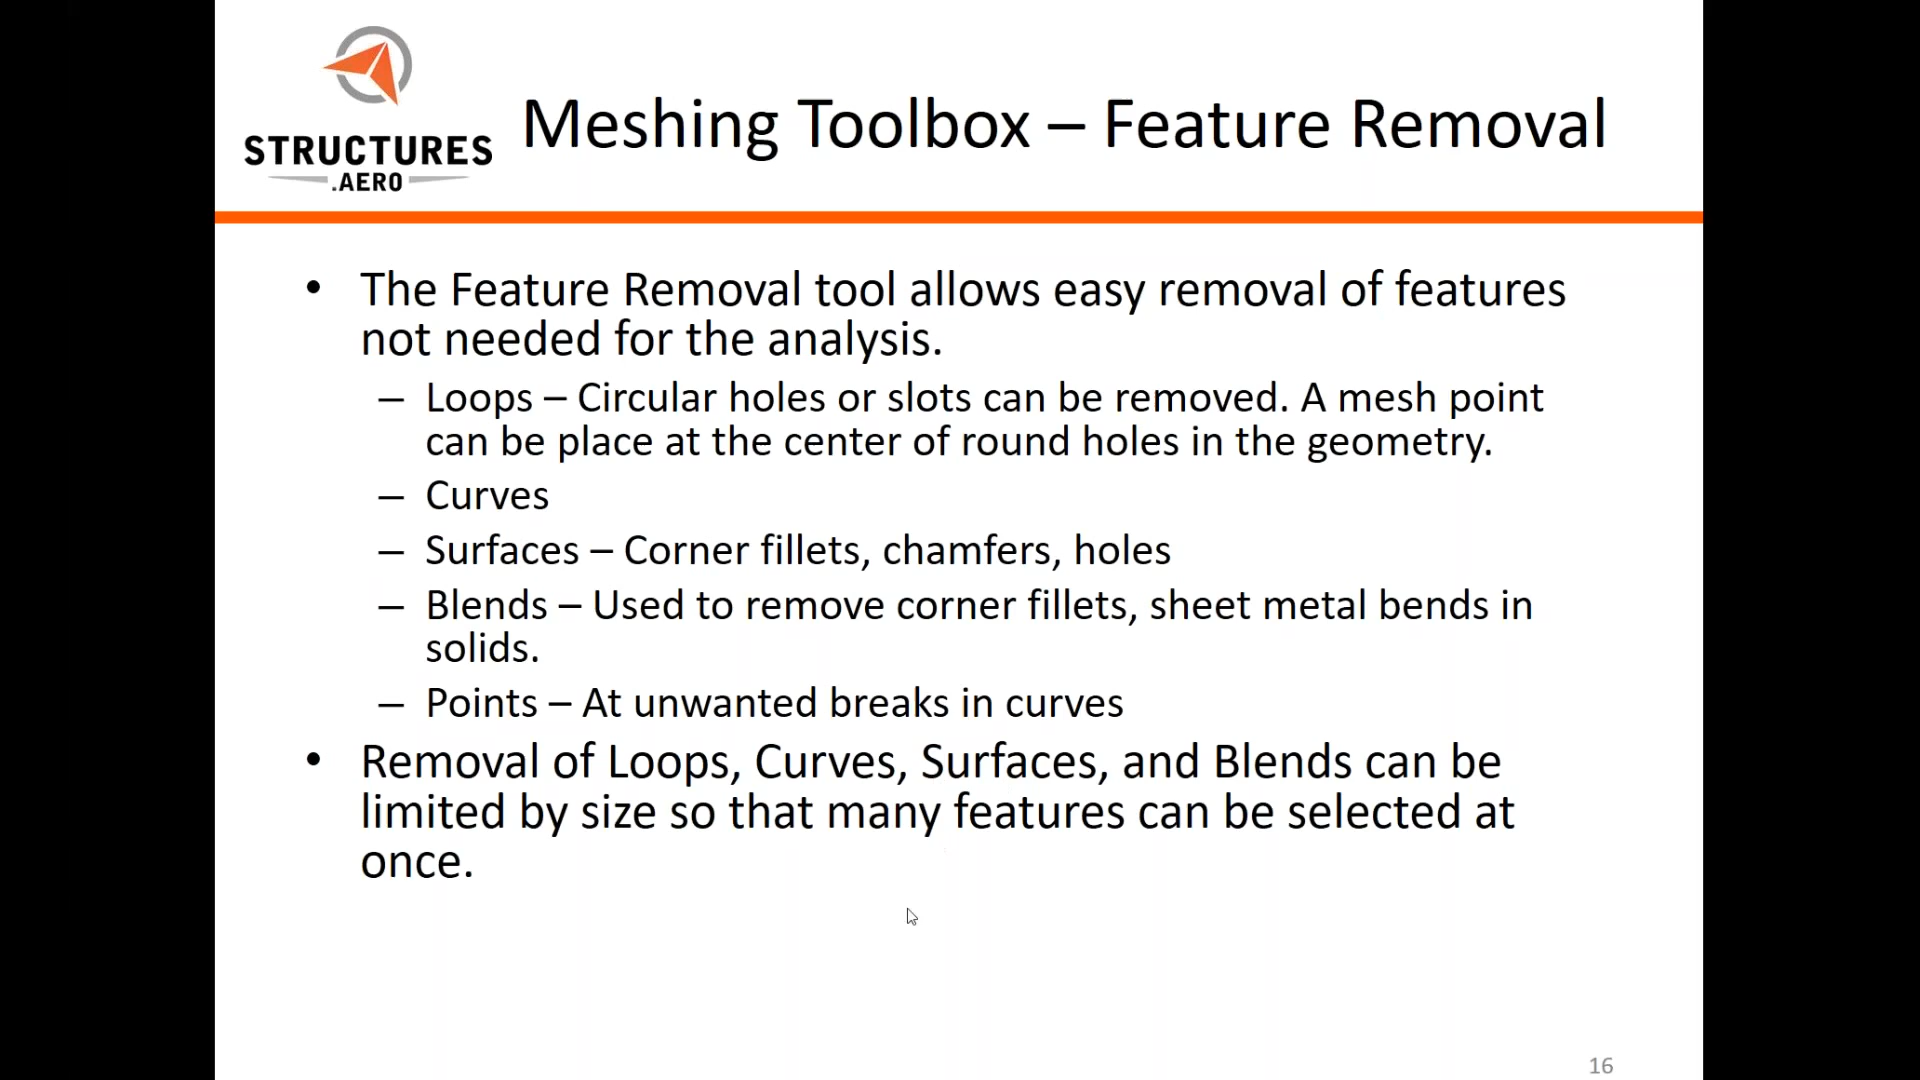 STRUCTURES
.AERO
Meshing Toolbox – Feature Removal
• The Feature Removal tool allows easy removal of features
not needed for the analysis.
– Loops – Circular holes or slots can be removed. A mesh point
can be place at the center of round holes in the geometry.
– Curves
– Surfaces – Corner fillets, chamfers, holes
– Blends – Used to remove corner fillets, sheet metal bends in
solids.
– Points – At unwanted breaks in curves
• Removal of Loops, Curves, Surfaces, and Blends can be
limited by size so that many features can be selected at
once.
16